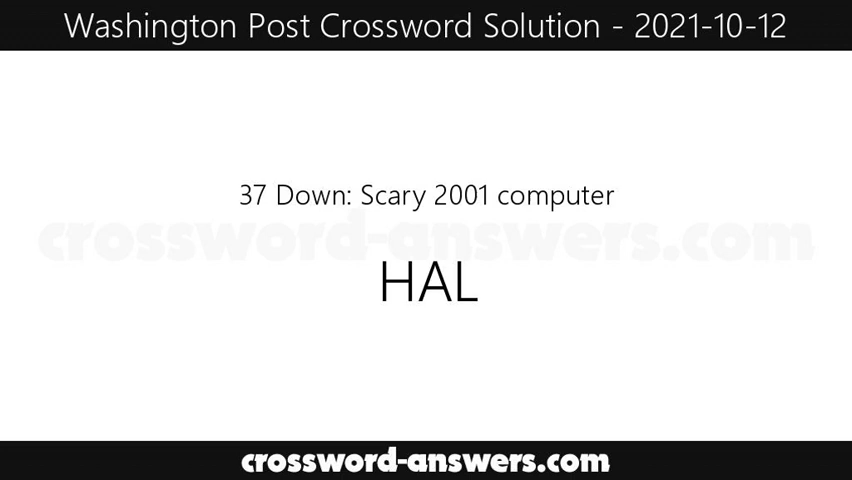 Washington Post Crossword Solution - 2021-10-12
37 Down: Scary 2001 computer
crossword-answers.com
HAL
crossword-answers.com